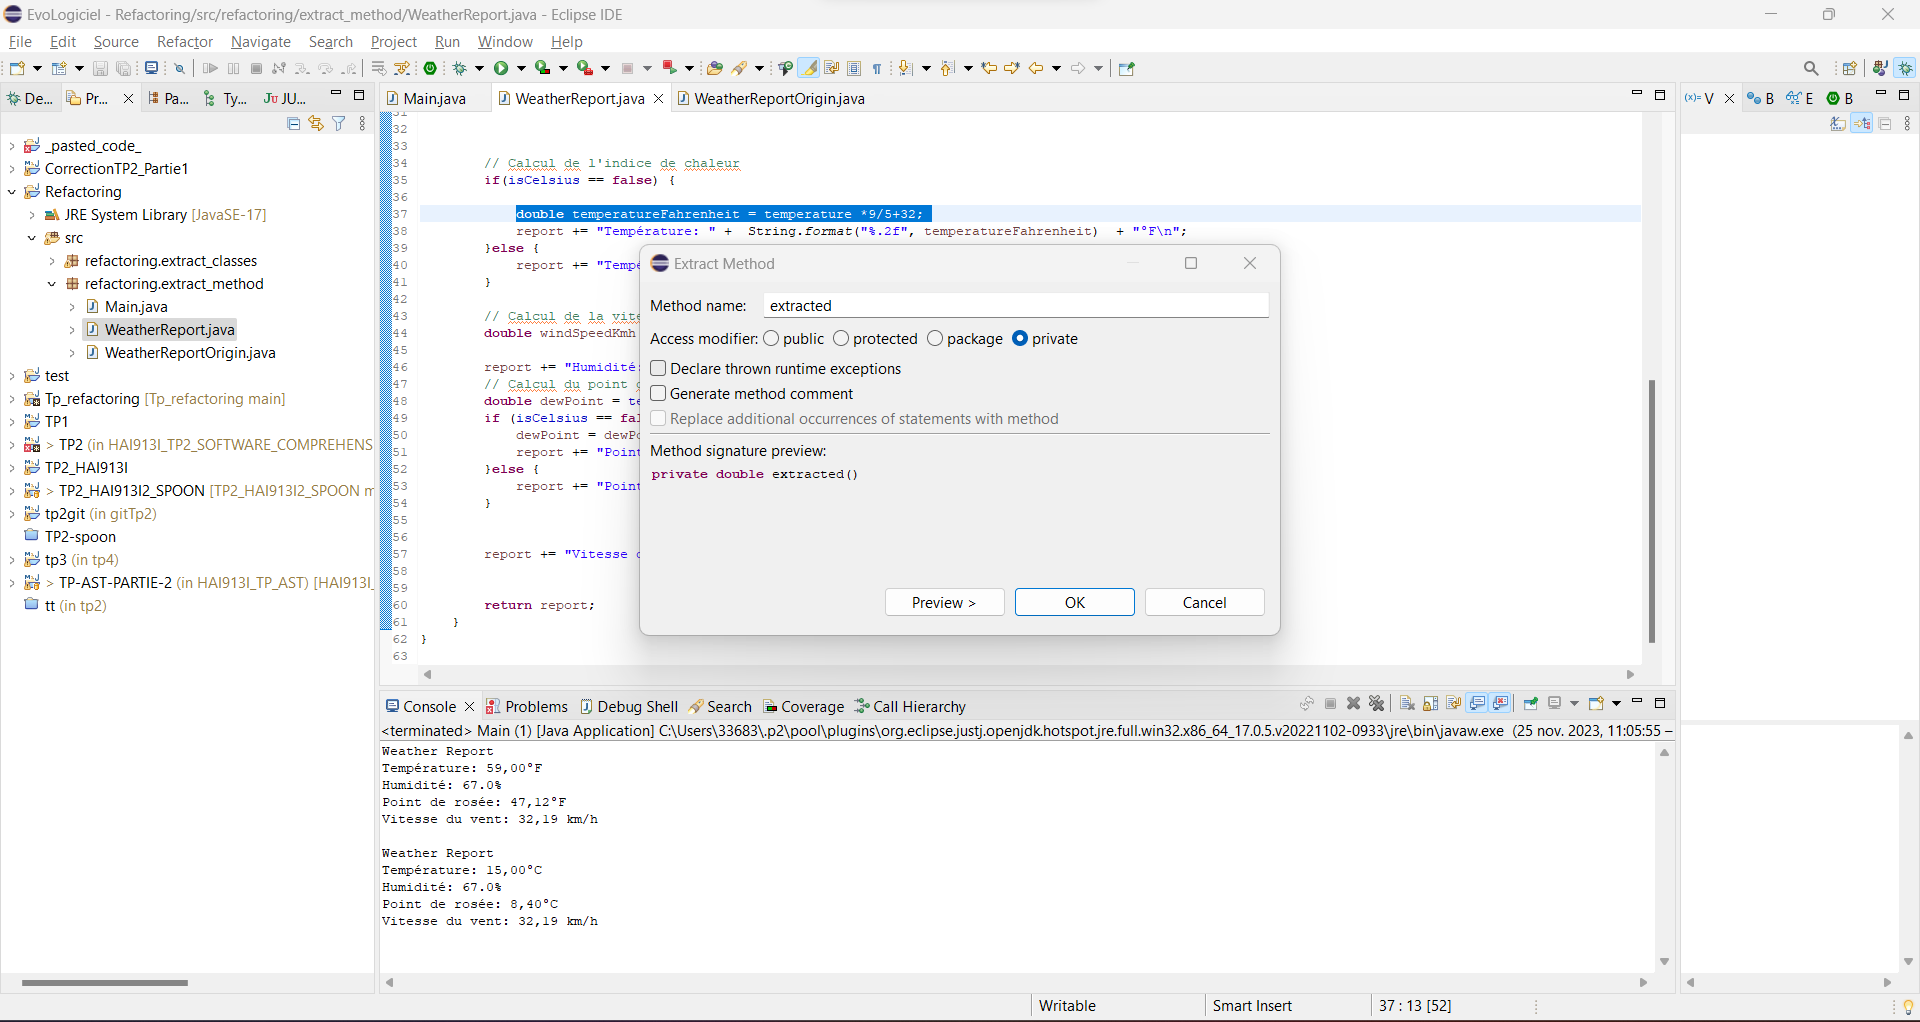 EvoLogiciel - Refactoring/src/refactoring/extract_method/WeatherReport.java - Eclipse IDE
File Edit Source Refactor Navigate Search Project Run Window Help
De... Pr... Pa... Ty... JU...
Main.java WeatherReport.java WeatherReportOrigin.java
V B E B
_pasted_code_
CorrectionTP2_Partie1
Refactoring
JRE System Library [JavaSE-17]
src
refactoring.extract_classes
refactoring.extract_method
Main.java
WeatherReport.java
WeatherReportOrigin.java
test
Tp_refactoring [Tp_refactoring main]
TP1
> TP2 (in HAI913I_TP2_SOFTWARE_COMPREHENS
TP2_HAI913I
> TP2_HAI913I2_SPOON [TP2_HAI913I2_SPOON m
tp2git (in gitTp2)
TP2-spoon
tp3 (in tp4)
> TP-AST-PARTIE-2 (in HAI913I_TP_AST) [HAI913I_
tt (in tp2)
31
32
33
34 // Calcul de l'indice de chaleur
35 if(isCelsius == false) {
36
37 double temperatureFahrenheit = temperature *9/5+32;
38 report += "Température: " + String.format("%.2f", temperatureFahrenheit) + "°F\n";
39 }else {
40 report += "Tempé
41 }
42
43 // Calcul de la vite
44 double windSpeedKmh
45
46 report += "Humidité:
47 // Calcul du point
48 double dewPoint = te
49 if (isCelsius == fal
50 dewPoint = dewPo
51 report += "Point
52 }else {
53 report += "Point
54 }
55
56
57 report += "Vitesse
58
59
60 return report;
61 }
62 }
63
Extract Method
Method name: extracted
Access modifier: public protected package private
Declare thrown runtime exceptions
Generate method comment
Replace additional occurrences of statements with method
Method signature preview:
private double extracted()
Preview > OK Cancel
Console Problems Debug Shell Search Coverage Call Hierarchy
<terminated> Main (1) [Java Application] C:\Users\33683\.p2\pool\plugins\org.eclipse.justj.openjdk.hotspot.jre.full.win32.x86_64_17.0.5.v20221102-0933\jre\bin\javaw.exe (25 nov. 2023, 11:05:55 –
Weather Report
Température: 59,00°F
Humidité: 67.0%
Point de rosée: 47,12°F
Vitesse du vent: 32,19 km/h
Weather Report
Température: 15,00°C
Humidité: 67.0%
Point de rosée: 8,40°C
Vitesse du vent: 32,19 km/h
Writable Smart Insert 37 : 13 [52]